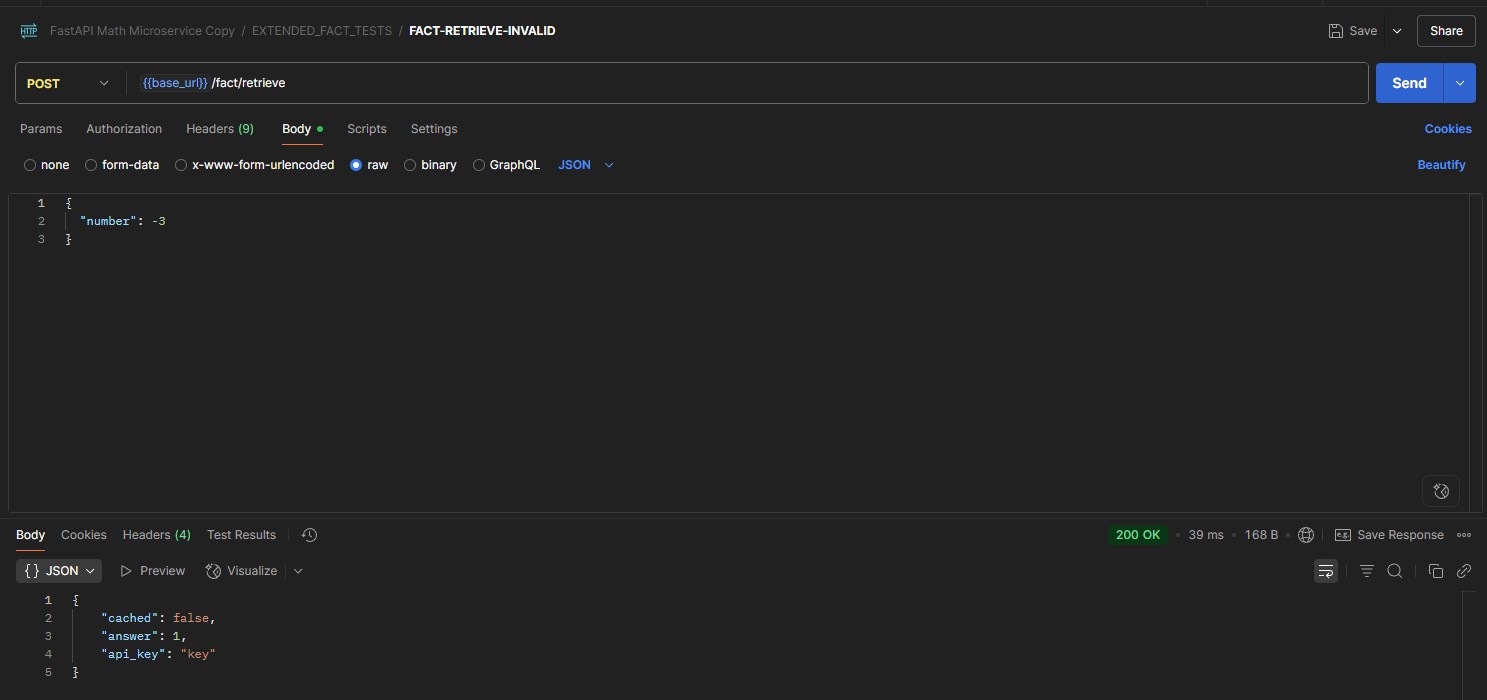 HTTP FastAPI Math Microservice Copy / EXTENDED_FACT_TESTS / FACT-RETRIEVE-INVALID Save Share
POST {{base_url}} /fact/retrieve Send
Params Authorization Headers (9) Body Scripts Settings Cookies
none form-data x-www-form-urlencoded raw binary GraphQL JSON Beautify
1 {
2 "number": -3
3 }
Body Cookies Headers (4) Test Results 200 OK 39 ms 168 B e.g. Save Response
{} JSON Preview Visualize
1 {
2 "cached": false,
3 "answer": 1,
4 "api_key": "key"
5 }